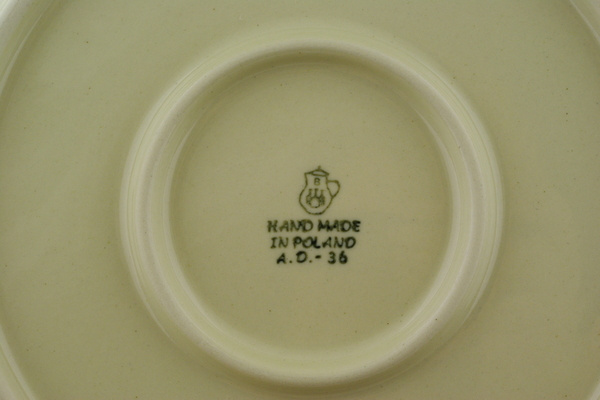 B
HAND MADE
IN POLAND
A.D.- 36